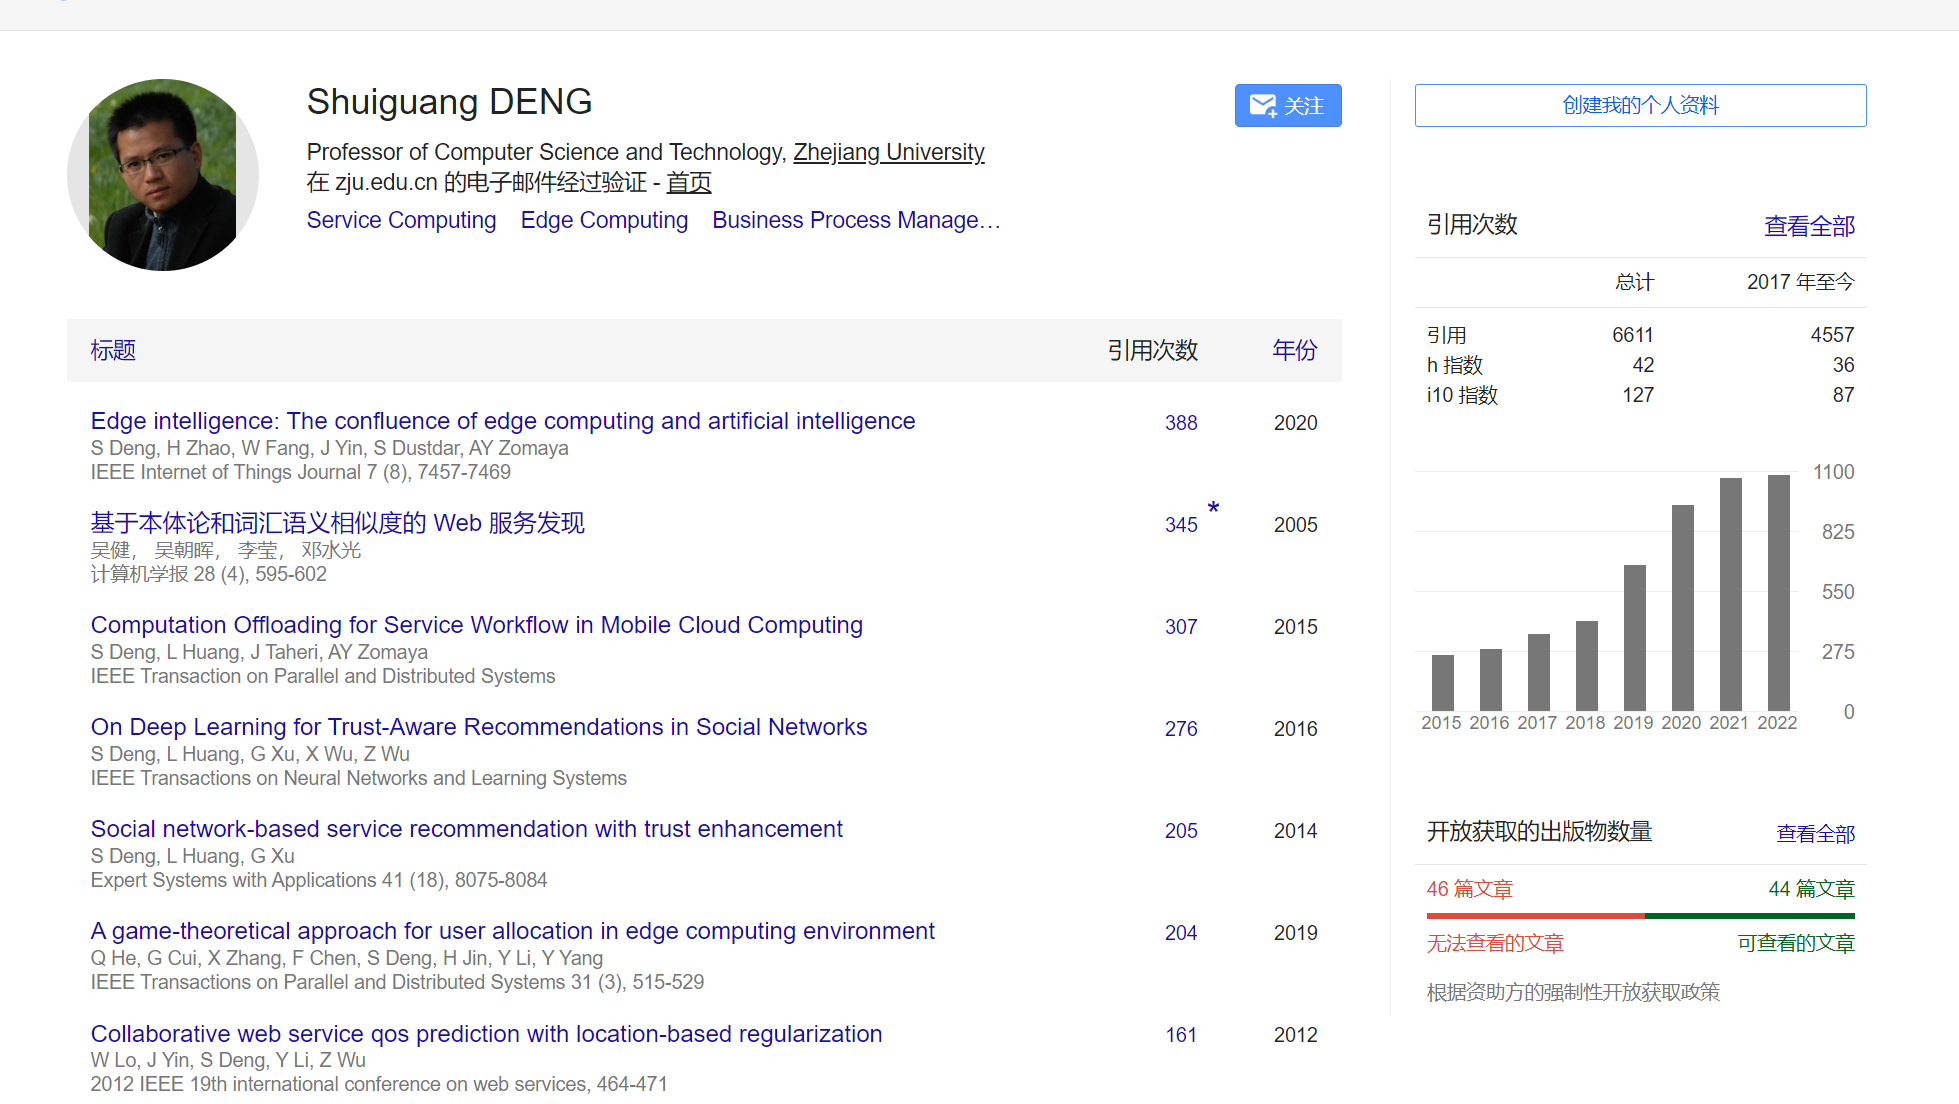 Shuiguang DENG
关注
Professor of Computer Science and Technology, Zhejiang University
在 zju.edu.cn 的电子邮件经过验证 - 首页
Service Computing Edge Computing Business Process Manage…
标题 引用次数 年份
Edge intelligence: The confluence of edge computing and artificial intelligence 388 2020
S Deng, H Zhao, W Fang, J Yin, S Dustdar, AY Zomaya
IEEE Internet of Things Journal 7 (8), 7457-7469
基于本体论和词汇语义相似度的 Web 服务发现 345 * 2005
吴健， 吴朝晖， 李莹， 邓水光
计算机学报 28 (4), 595-602
Computation Offloading for Service Workflow in Mobile Cloud Computing 307 2015
S Deng, L Huang, J Taheri, AY Zomaya
IEEE Transaction on Parallel and Distributed Systems
On Deep Learning for Trust-Aware Recommendations in Social Networks 276 2016
S Deng, L Huang, G Xu, X Wu, Z Wu
IEEE Transactions on Neural Networks and Learning Systems
Social network-based service recommendation with trust enhancement 205 2014
S Deng, L Huang, G Xu
Expert Systems with Applications 41 (18), 8075-8084
A game-theoretical approach for user allocation in edge computing environment 204 2019
Q He, G Cui, X Zhang, F Chen, S Deng, H Jin, Y Li, Y Yang
IEEE Transactions on Parallel and Distributed Systems 31 (3), 515-529
Collaborative web service qos prediction with location-based regularization 161 2012
W Lo, J Yin, S Deng, Y Li, Z Wu
2012 IEEE 19th international conference on web services, 464-471
创建我的个人资料
引用次数 查看全部
总计 2017 年至今
引用 6611 4557
h 指数 42 36
i10 指数 127 87
1100
825
550
275
0
2015 2016 2017 2018 2019 2020 2021 2022
开放获取的出版物数量 查看全部
46 篇文章 44 篇文章
无法查看的文章 可查看的文章
根据资助方的强制性开放获取政策